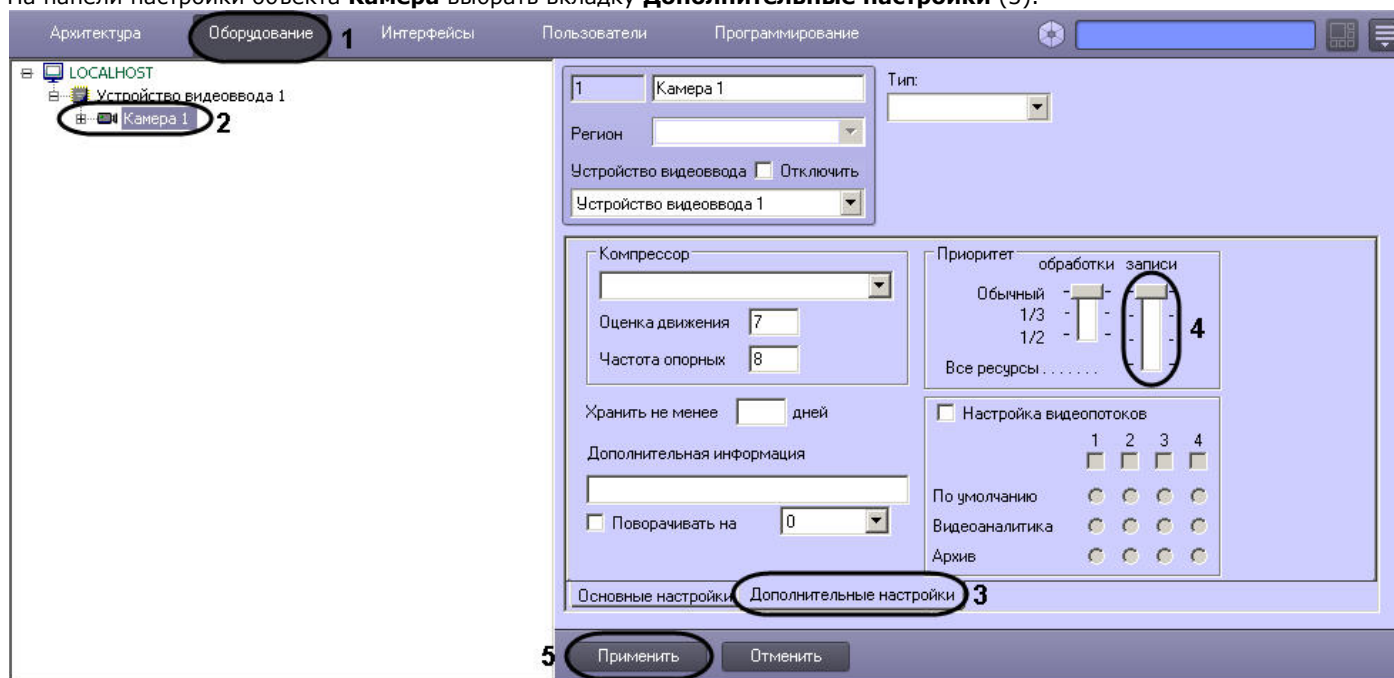 На панели настройки объекта Камера выбрать вкладку Дополнительные настройки (3).
Архитектура Оборудование 1 Интерфейсы Пользователи Программирование
LOCALHOST
Устройство видеоввода 1
Камера 1 2
1 Камера 1 Тип:
Регион
Устройство видеоввода Отключить
Устройство видеоввода 1
Компрессор
Оценка движения 7
Частота опорных 8
Хранить не менее дней
Дополнительная информация
Поворачивать на 0
Приоритет обработки записи
Обычный
1/3
1/2 4
Все ресурсы . . . . . . .
Настройка видеопотоков
1 2 3 4
По умолчанию
Видеоаналитика
Архив
Основные настройки Дополнительные настройки 3
5 Применить Отменить